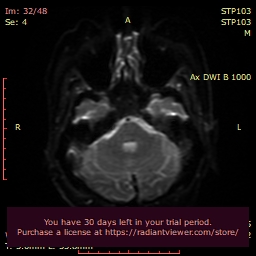 Im: 32/48
Se: 4
A
STP103
STP103
M
Ax DWI B 1000
R
L
You have 30 days left in your trial period.
Purchase a license at https://radiantviewer.com/store/